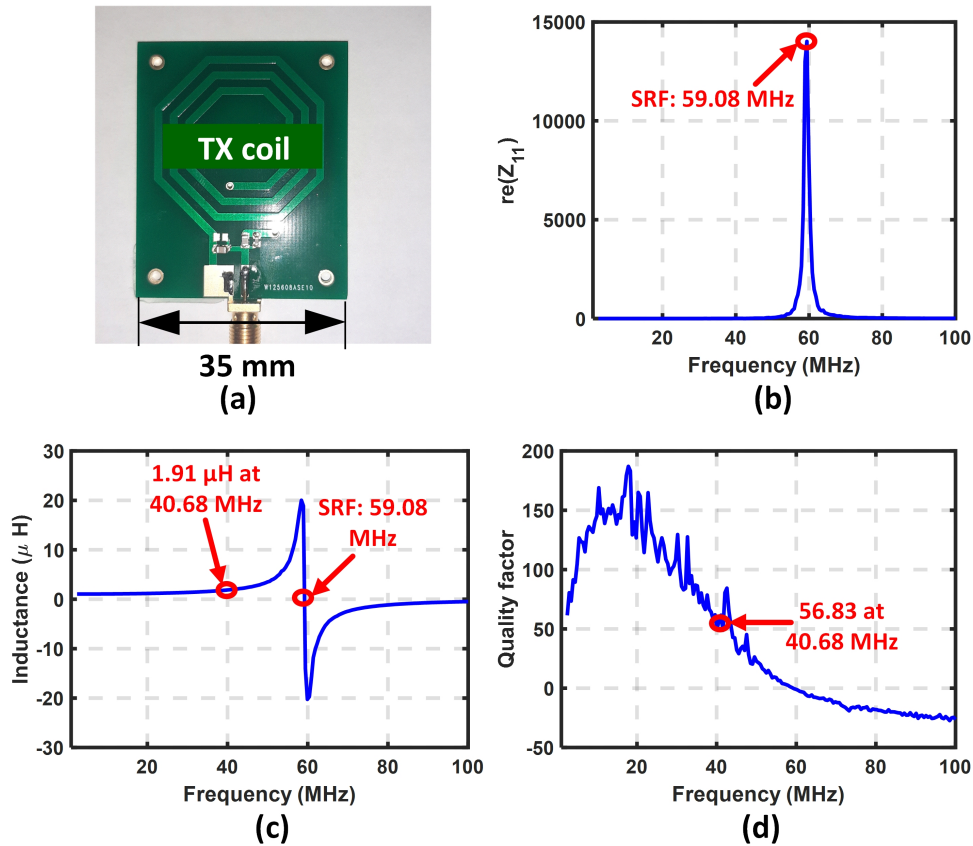 TX coil
W125608ASE10
35 mm
(a)
15000
10000
5000
0
re(Z11)
SRF: 59.08 MHz
20
40
60
80
100
Frequency (MHz)
(b)
30
20
10
0
-10
-20
-30
Inductance (μ H)
1.91 μH at
40.68 MHz
SRF: 59.08
MHz
20
40
60
80
100
Frequency (MHz)
(c)
200
150
100
50
0
-50
Quality factor
56.83 at
40.68 MHz
20
40
60
80
100
Frequency (MHz)
(d)